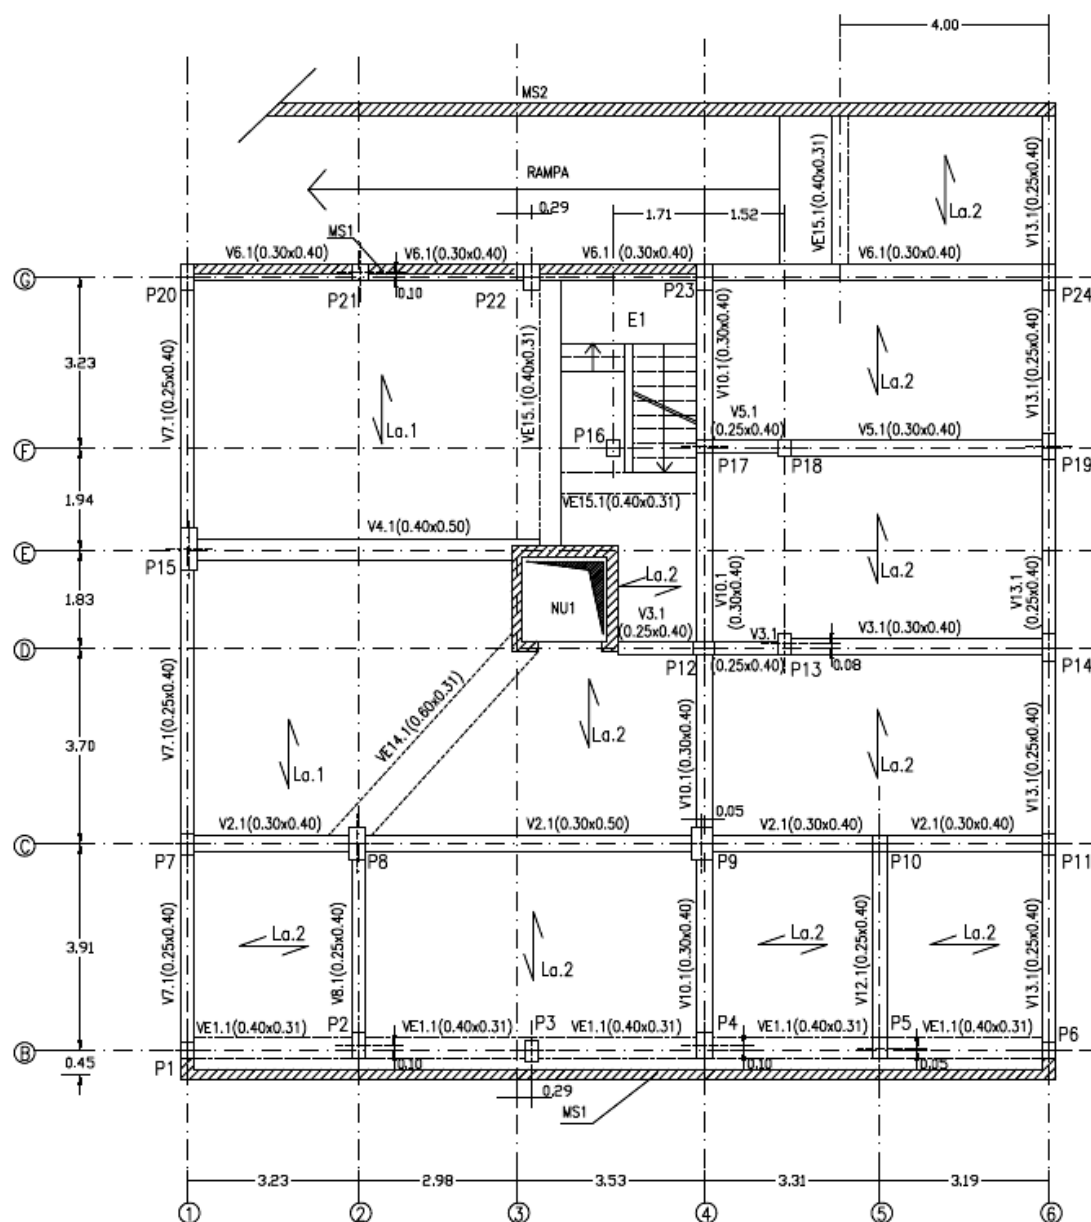 4.00
MS2
RAMPA
0.29
1.71
1.52
VE15.1(0.40x0.31)
La.2
V13.1(0.25x0.40)
MS1
V6.1(0.30x0.40)
V6.1(0.30x0.40)
V6.1(0.30x0.40)
V6.1(0.30x0.40)
G
P20
P21
0.10
P22
P23
P24
E1
3.23
V7.1(0.25x0.40)
La.1
VE15.1(0.40x0.31)
V10.1(0.30x0.40)
La.2
V13.1(0.25x0.40)
V5.1
(0.25x0.40)
V5.1(0.30x0.40)
F
P16
P17
P18
P19
1.94
VE15.1(0.40x0.31)
V4.1(0.40x0.50)
E
P15
La.2
V10.1
(0.30x0.40)
La.2
V13.1
(0.25x0.40)
1.83
NU1
V3.1
(0.25x0.40)
V3.1
V3.1(0.30x0.40)
D
P12
(0.25x0.40)
P13
0.08
P14
V7.1(0.25x0.40)
VE14.1(0.60x0.31)
La.2
3.70
La.1
V10.1(0.30x0.40)
La.2
V13.1(0.25x0.40)
0.05
V2.1(0.30x0.40)
V2.1(0.30x0.50)
V2.1(0.30x0.40)
V2.1(0.30x0.40)
C
P7
P8
P9
P10
P11
3.91
V7.1(0.25x0.40)
La.2
V8.1(0.25x0.40)
La.2
V10.1(0.30x0.40)
La.2
V12.1(0.25x0.40)
La.2
V13.1(0.25x0.40)
VE1.1(0.40x0.31)
P2
VE1.1(0.40x0.31)
P3
VE1.1(0.40x0.31)
P4
VE1.1(0.40x0.31)
P5
VE1.1(0.40x0.31)
P6
B
0.45
P1
0.10
0.10
0.05
0.29
MS1
3.23
2.98
3.53
3.31
3.19
1
2
3
4
5
6